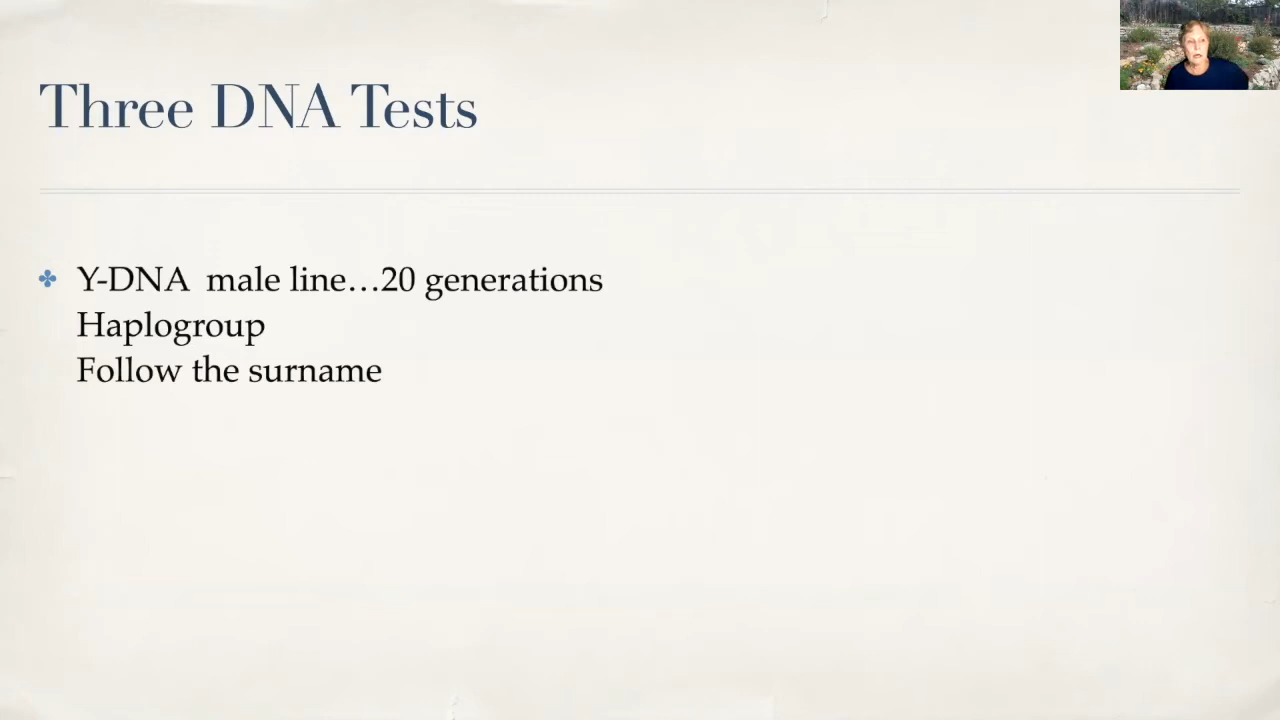 Three DNA Tests
Y-DNA male line...20 generations
Haplogroup
Follow the surname